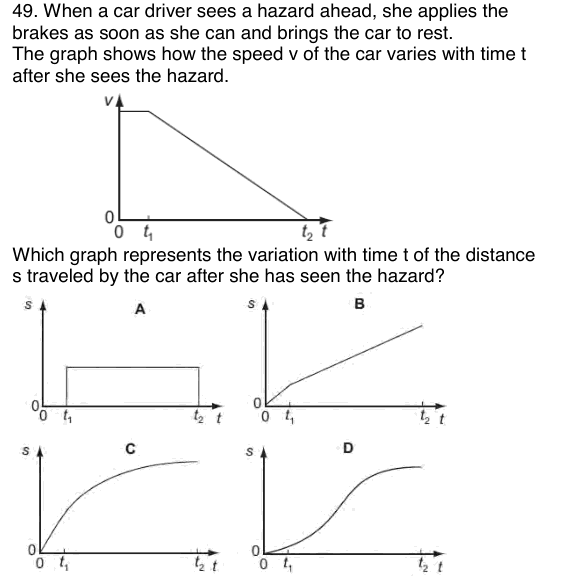 49. When a car driver sees a hazard ahead, she applies the
brakes as soon as she can and brings the car to rest.
The graph shows how the speed v of the car varies with time t
after she sees the hazard.
v
0
0 t₁ t₂ t
Which graph represents the variation with time t of the distance
s traveled by the car after she has seen the hazard?
s A
0
0 t₁ t₂ t
s B
0
0 t₁ t₂ t
s C
0
0 t₁ t₂ t
s D
0
0 t₁ t₂ t